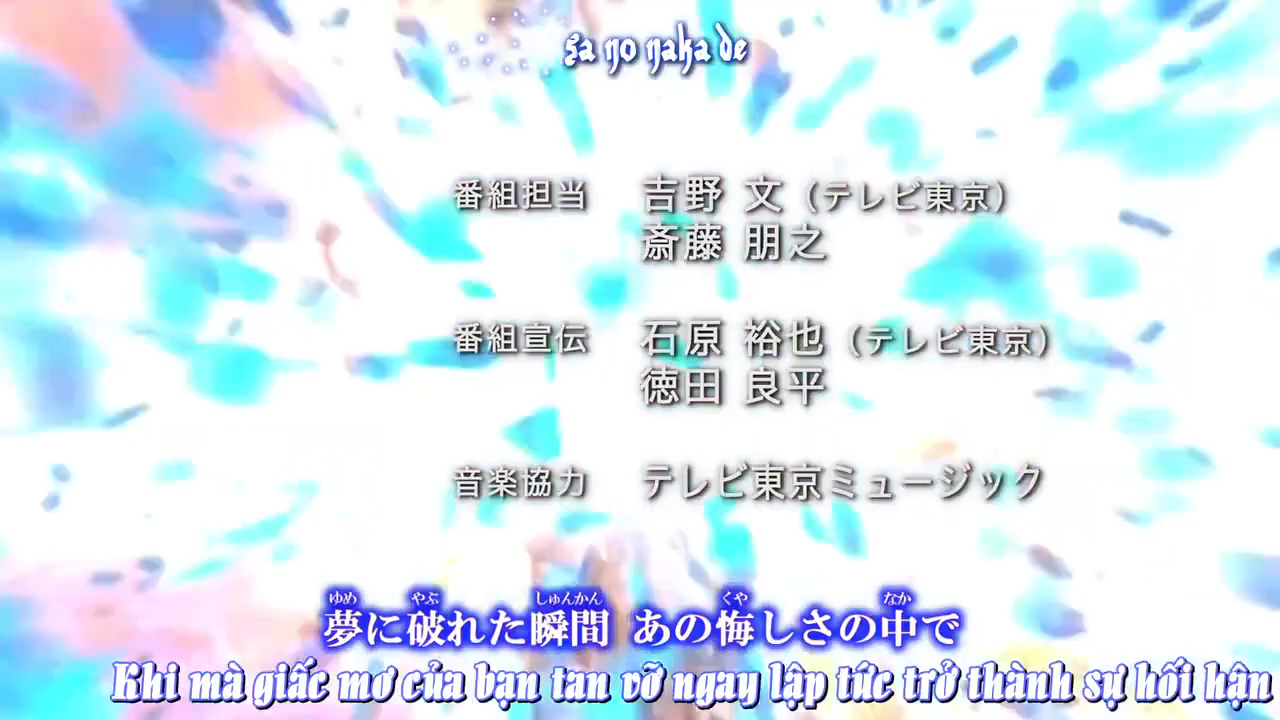 sa no naka de
番組担当 吉野 文（テレビ東京）
斎藤 朋之
番組宣伝 石原 裕也（テレビ東京）
徳田 良平
音楽協力 テレビ東京ミュージック
ゆめ やぶ しゅんかん くや なか
夢に破れた瞬間 あの悔しさの中で
Khi mà giấc mơ của bạn tan vỡ ngay lập tức trở thành sự hối hận